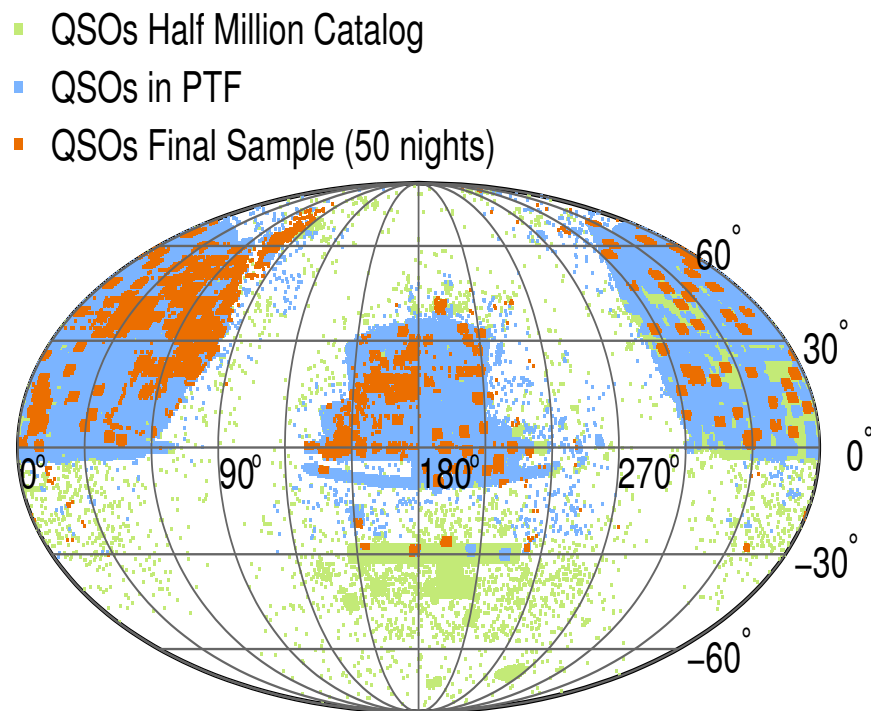 QSOs Half Million Catalog
QSOs in PTF
QSOs Final Sample (50 nights)
60°
30°
0° 90° 180° 270° 0°
−30°
−60°